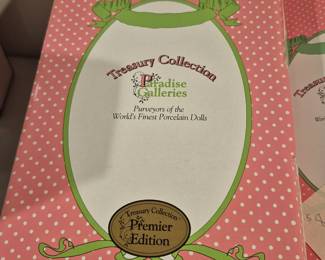 Treasury Collection
Paradise
Galleries
Purveyors of the
World's Finest Porcelain Dolls
Treasury Collection
Premier
Edition